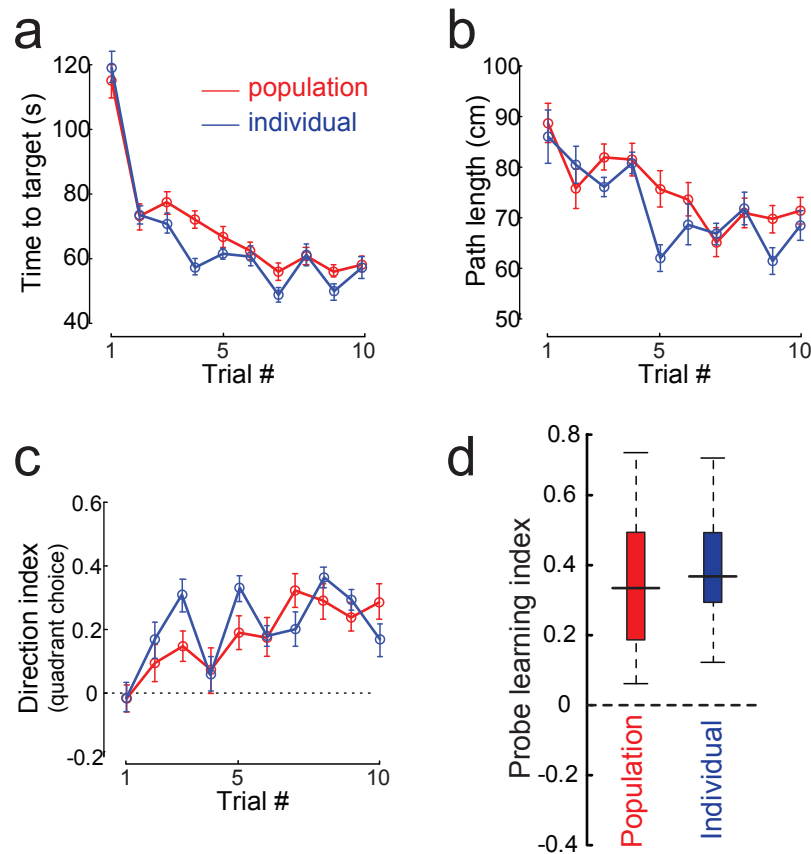 a
120
100
80
60
40
Time to target (s)
population
individual
1
5
10
Trial #
b
100
90
80
70
60
50
Path length (cm)
1
5
10
Trial #
c
0.6
0.4
0.2
0
-0.2
Direction index
(quadrant choice)
1
5
10
Trial #
d
0.8
0.6
0.4
0.2
0
-0.2
-0.4
Probe learning index
Population
Individual